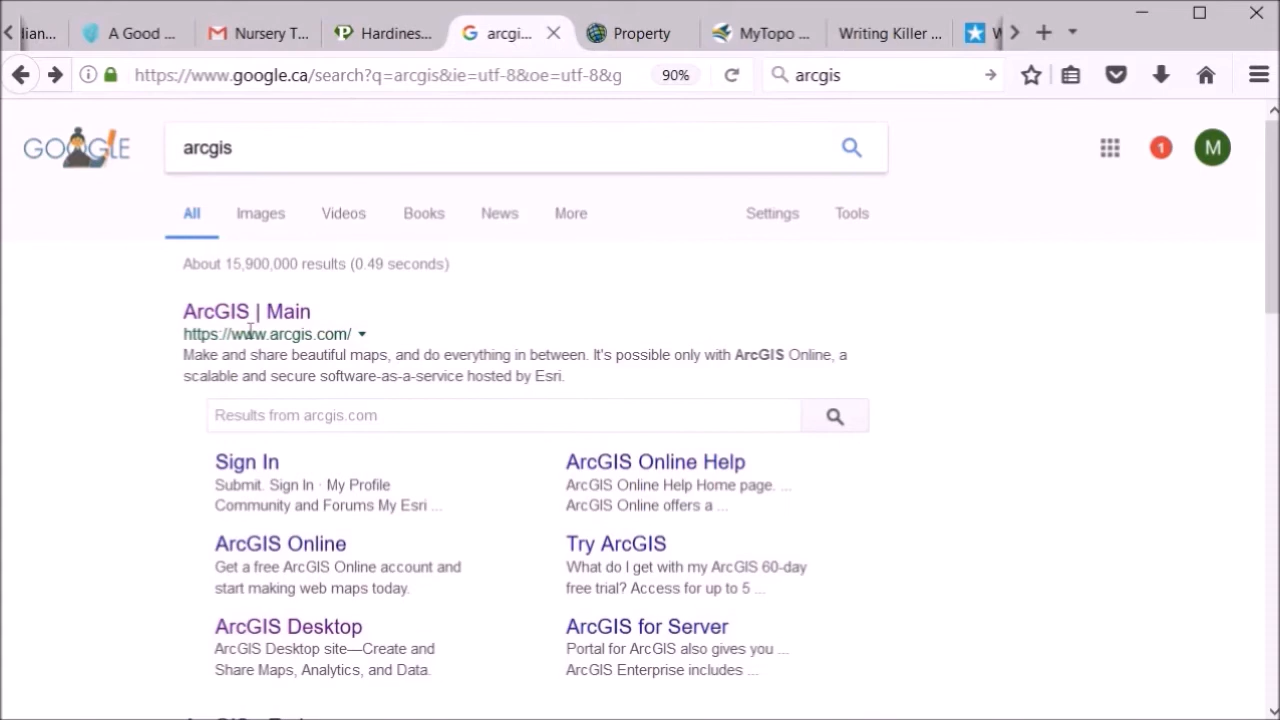 lian...
A Good ...
Nursery T...
Hardines...
arcgi...
Property
MyTopo ...
Writing Killer ...
https://www.google.ca/search?q=arcgis&ie=utf-8&oe=utf-8&g
90%
arcgis
GOOGLE
arcgis
1
M
All
Images
Videos
Books
News
More
Settings
Tools
About 15,900,000 results (0.49 seconds)
ArcGIS | Main
https://www.arcgis.com/
Make and share beautiful maps, and do everything in between. It's possible only with ArcGIS Online, a
scalable and secure software-as-a-service hosted by Esri.
Results from arcgis.com
Sign In
Submit. Sign In · My Profile
Community and Forums My Esri ...
ArcGIS Online Help
ArcGIS Online Help Home page. ...
ArcGIS Online offers a ...
ArcGIS Online
Get a free ArcGIS Online account and
start making web maps today.
Try ArcGIS
What do I get with my ArcGIS 60-day
free trial? Access for up to 5 ...
ArcGIS Desktop
ArcGIS Desktop site—Create and
Share Maps, Analytics, and Data.
ArcGIS for Server
Portal for ArcGIS also gives you ...
ArcGIS Enterprise includes ...